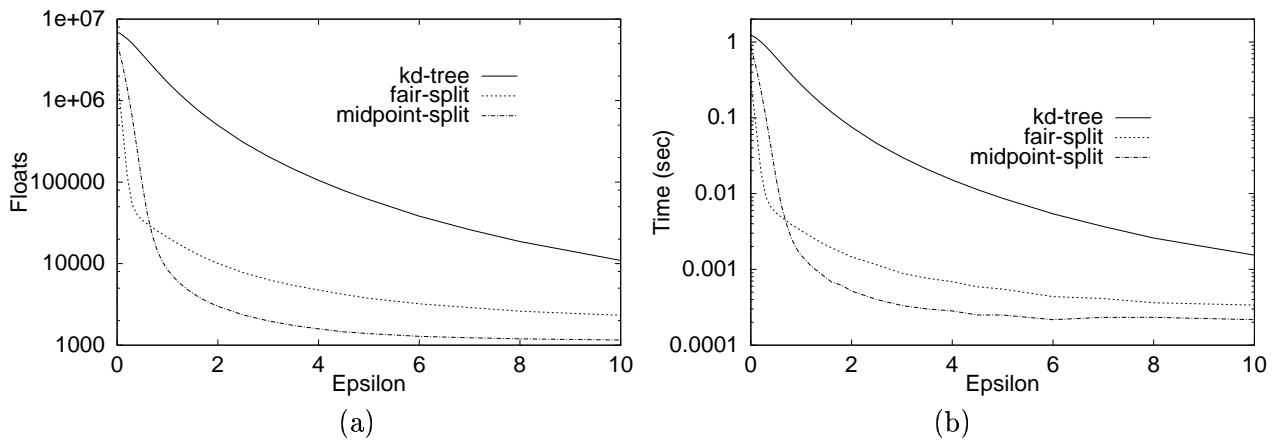 1e+07
1e+06
100000
10000
1000
Floats
kd-tree
fair-split
midpoint-split
0 2 4 6 8 10
Epsilon
(a)
1
0.1
0.01
0.001
0.0001
Time (sec)
kd-tree
fair-split
midpoint-split
0 2 4 6 8 10
Epsilon
(b)